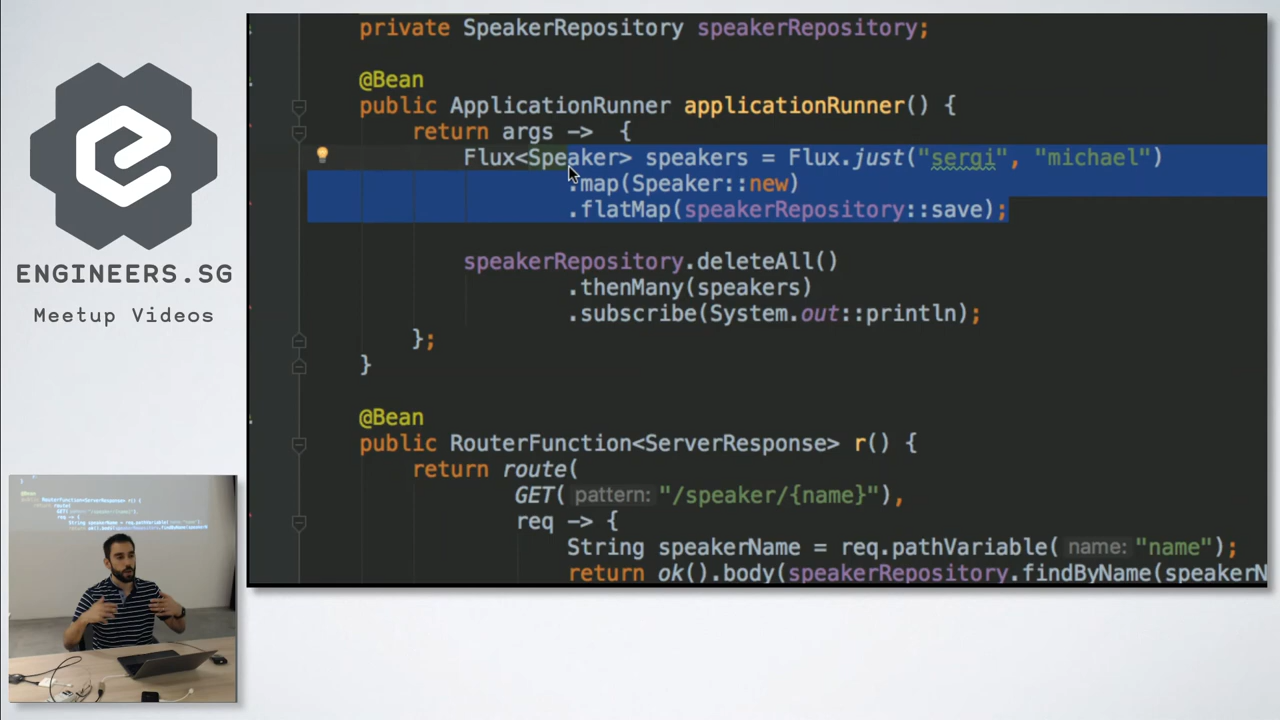 ENGINEERS.SG
Meetup Videos
private SpeakerRepository speakerRepository;
@Bean
public ApplicationRunner applicationRunner() {
return args -> {
Flux<Speaker> speakers = Flux.just("sergi", "michael")
.map(Speaker::new)
.flatMap(speakerRepository::save);
speakerRepository.deleteAll()
.thenMany(speakers)
.subscribe(System.out::println);
};
}
@Bean
public RouterFunction<ServerResponse> r() {
return route(
GET( pattern: "/speaker/{name}"),
req -> {
String speakerName = req.pathVariable( name: "name");
return ok().body(speakerRepository.findByName(speakerN